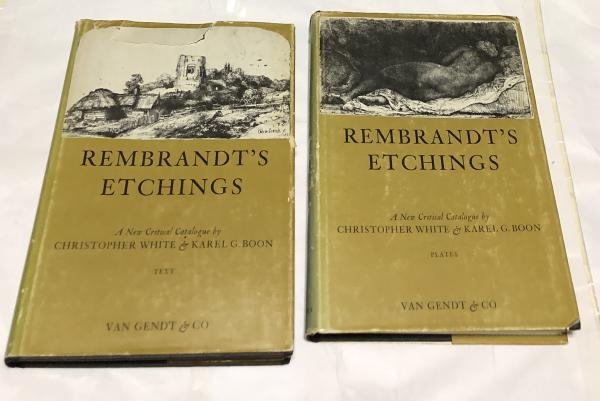 REMBRANDT'S
ETCHINGS
A New Critical Catalogue by
CHRISTOPHER WHITE & KAREL G. BOON
TEXT
VAN GENDT & CO
REMBRANDT'S
ETCHINGS
A New Critical Catalogue by
CHRISTOPHER WHITE & KAREL G. BOON
PLATES
VAN GENDT & CO